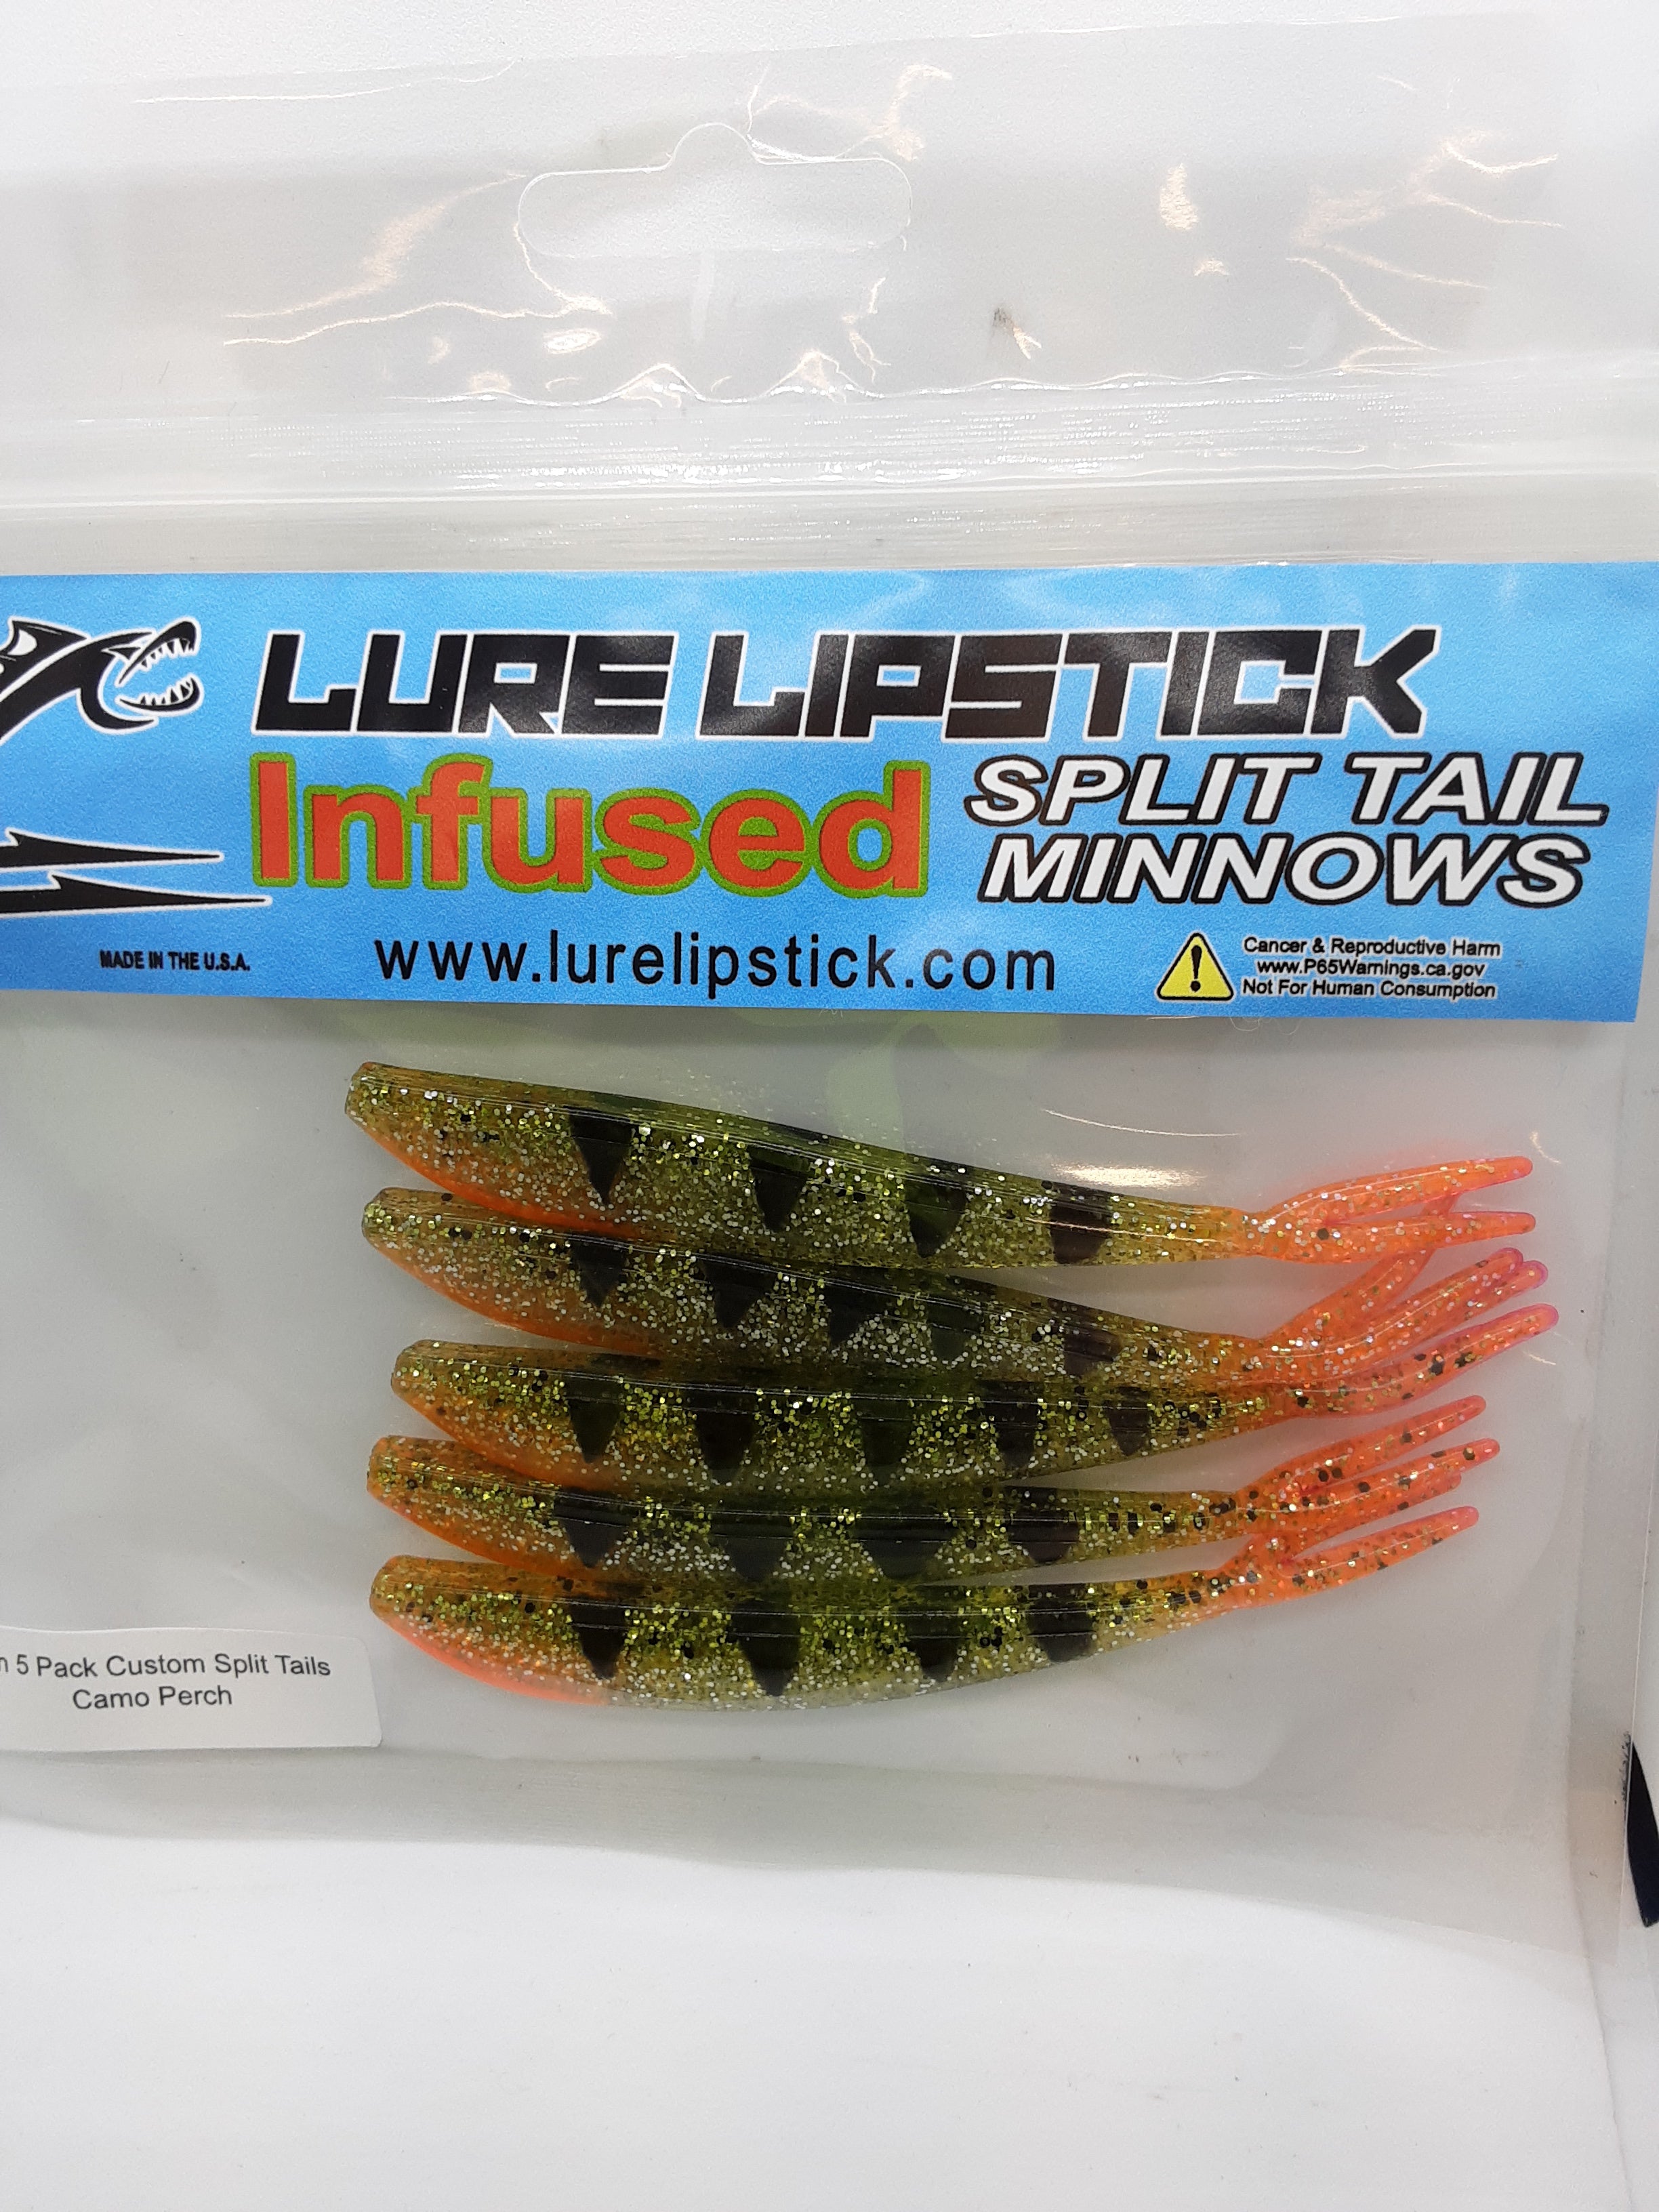 LURE LIPSTICK
Infused
SPLIT TAIL
MINNOWS
MADE IN THE U.S.A.
www.lurelipstick.com
Cancer & Reproductive Harm
www.P65Warnings.ca.gov
Not For Human Consumption
5 Pack Custom Split Tails
Camo Perch